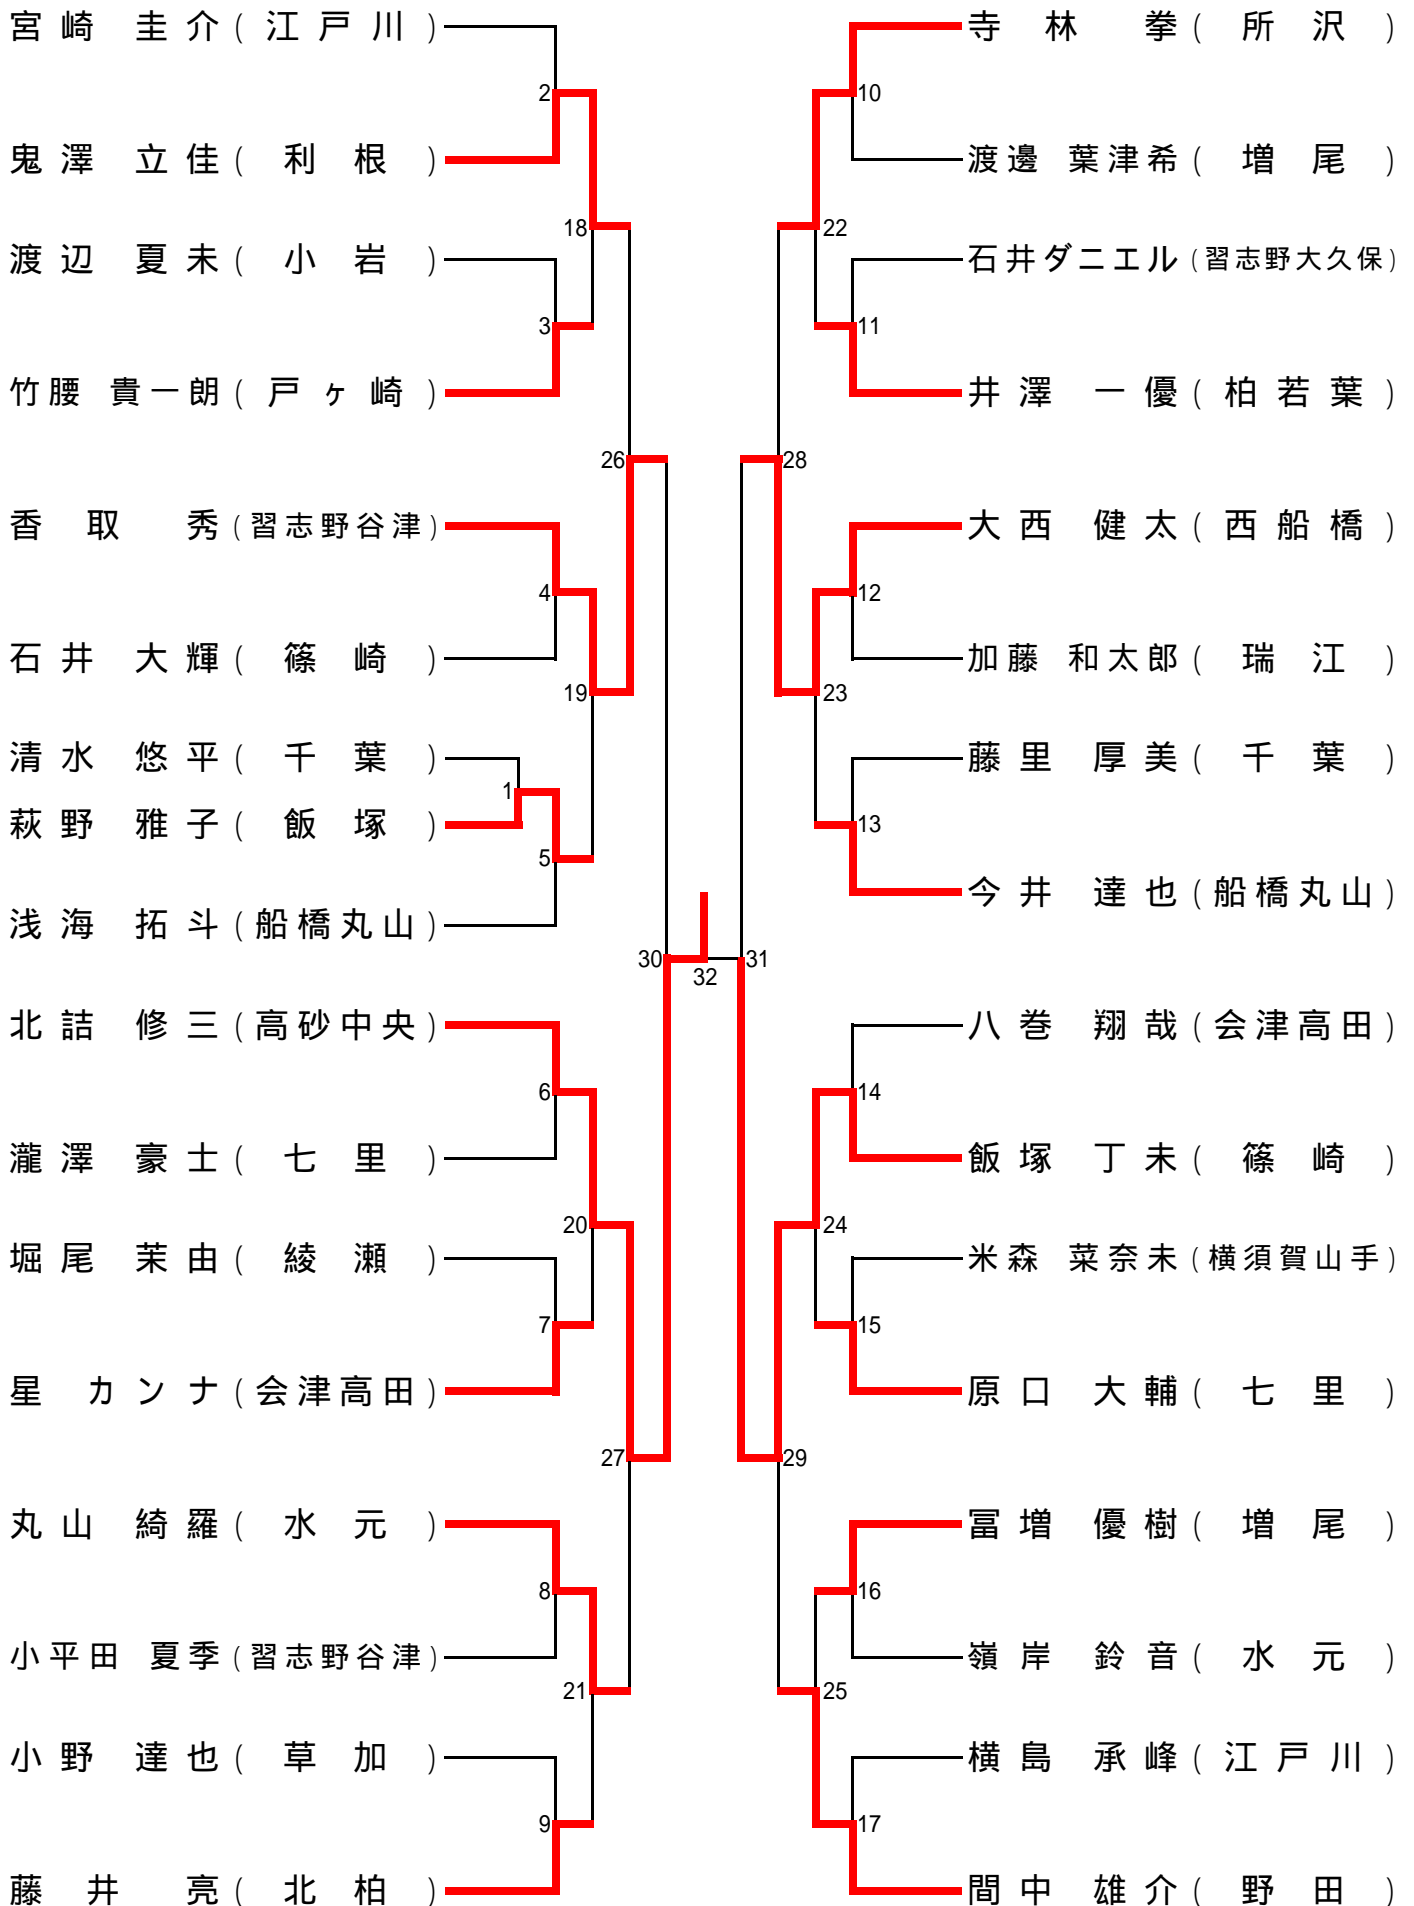 宮崎 圭介 ( 江戸川 )
2
鬼澤 立佳 ( 利根 )
18
渡辺 夏未 ( 小岩 )
3
竹腰 貴一朗 ( 戸ヶ崎 )
26
香取 秀 ( 習志野谷津 )
4
石井 大輝 ( 篠崎 )
19
清水 悠平 ( 千葉 )
1
萩野 雅子 ( 飯塚 )
5
浅海 拓斗 ( 船橋丸山 )
30
北詰 修三 ( 高砂中央 )
6
瀧澤 豪士 ( 七里 )
20
堀尾 茉由 ( 綾瀬 )
7
星 カンナ ( 会津高田 )
27
丸山 綺羅 ( 水元 )
8
小平田 夏季 ( 習志野谷津 )
21
小野 達也 ( 草加 )
9
藤井 亮 ( 北柏 )
32
寺林 拳 ( 所沢 )
10
渡邊 葉津希 ( 増尾 )
22
石井ダニエル ( 習志野大久保 )
11
井澤 一優 ( 柏若葉 )
28
大西 健太 ( 西船橋 )
12
加藤 和太郎 ( 瑞江 )
23
藤里 厚美 ( 千葉 )
13
今井 達也 ( 船橋丸山 )
31
八巻 翔哉 ( 会津高田 )
14
飯塚 丁未 ( 篠崎 )
24
米森 菜奈未 ( 横須賀山手 )
15
原口 大輔 ( 七里 )
29
冨増 優樹 ( 増尾 )
16
嶺岸 鈴音 ( 水元 )
25
横島 承峰 ( 江戸川 )
17
間中 雄介 ( 野田 )